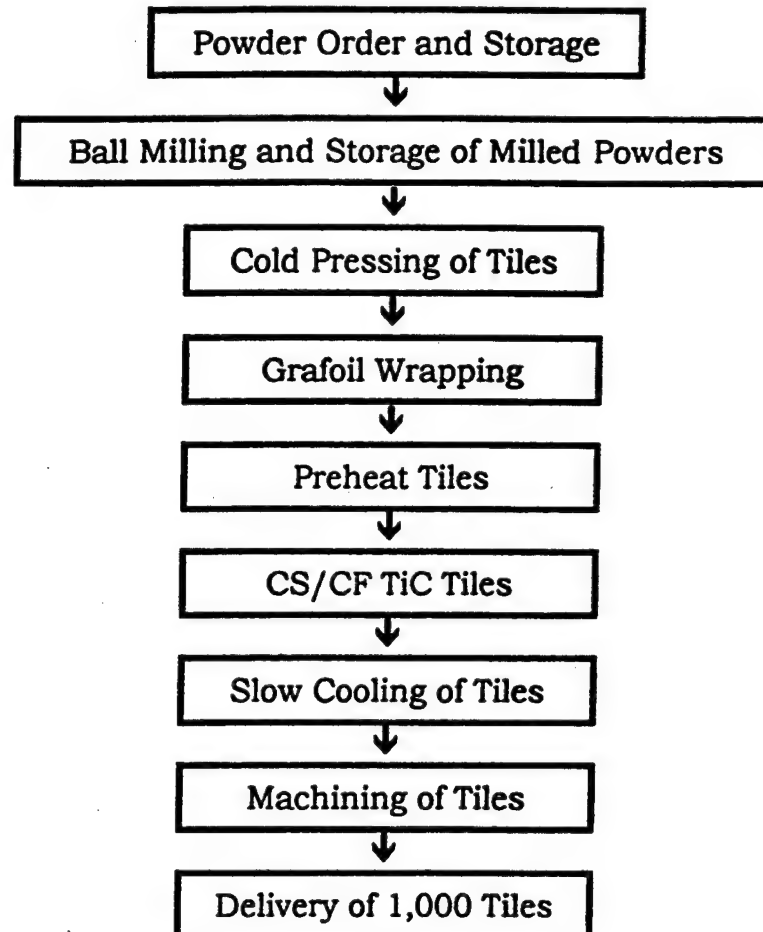 Powder Order and Storage
Ball Milling and Storage of Milled Powders
Cold Pressing of Tiles
Grafoil Wrapping
Preheat Tiles
CS/CF TiC Tiles
Slow Cooling of Tiles
Machining of Tiles
Delivery of 1,000 Tiles